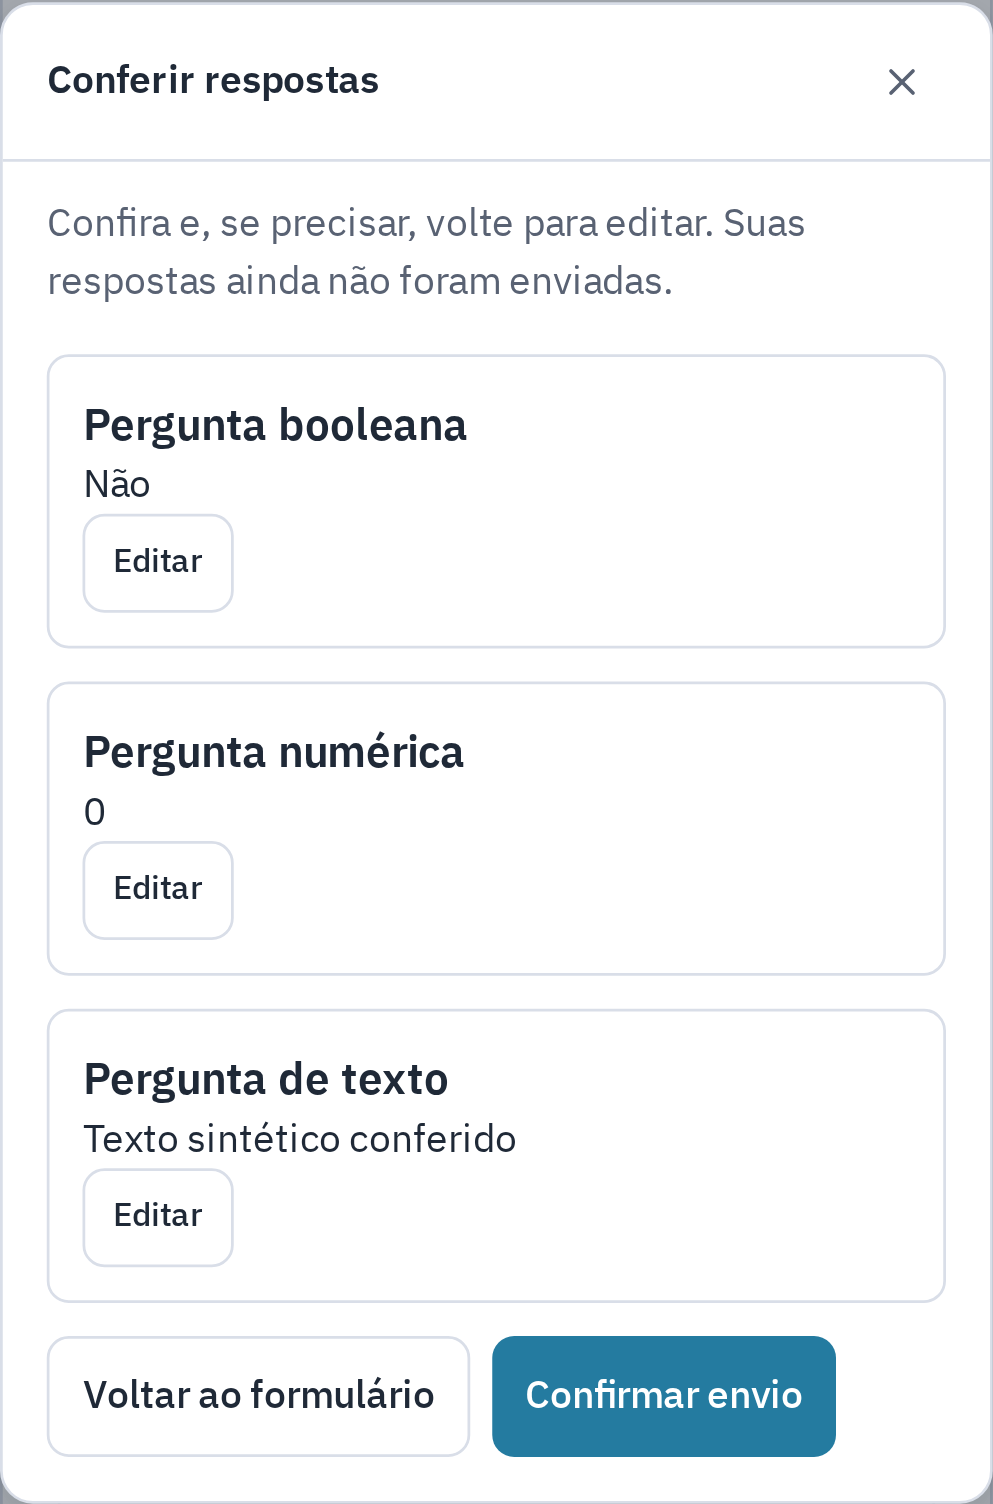 Conferir respostas
Confira e, se precisar, volte para editar. Suas
respostas ainda não foram enviadas.
Pergunta booleana
Não
Editar
Pergunta numérica
0
Editar
Pergunta de texto
Texto sintético conferido
Editar
Voltar ao formulário
Confirmar envio